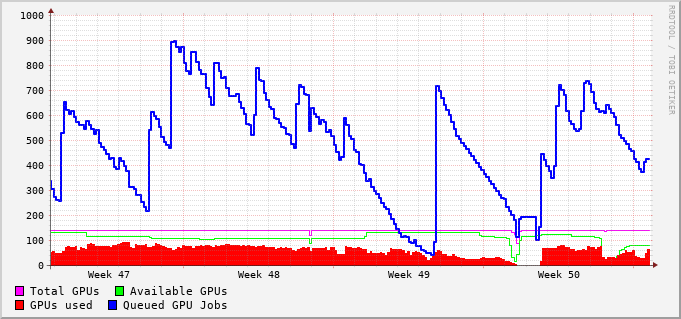 1000
900
800
700
600
500
400
300
200
100
0
Week 47 Week 48 Week 49 Week 50
Total GPUs Available GPUs
GPUs used Queued GPU Jobs
RRDTOOL / TOBI OETIKER